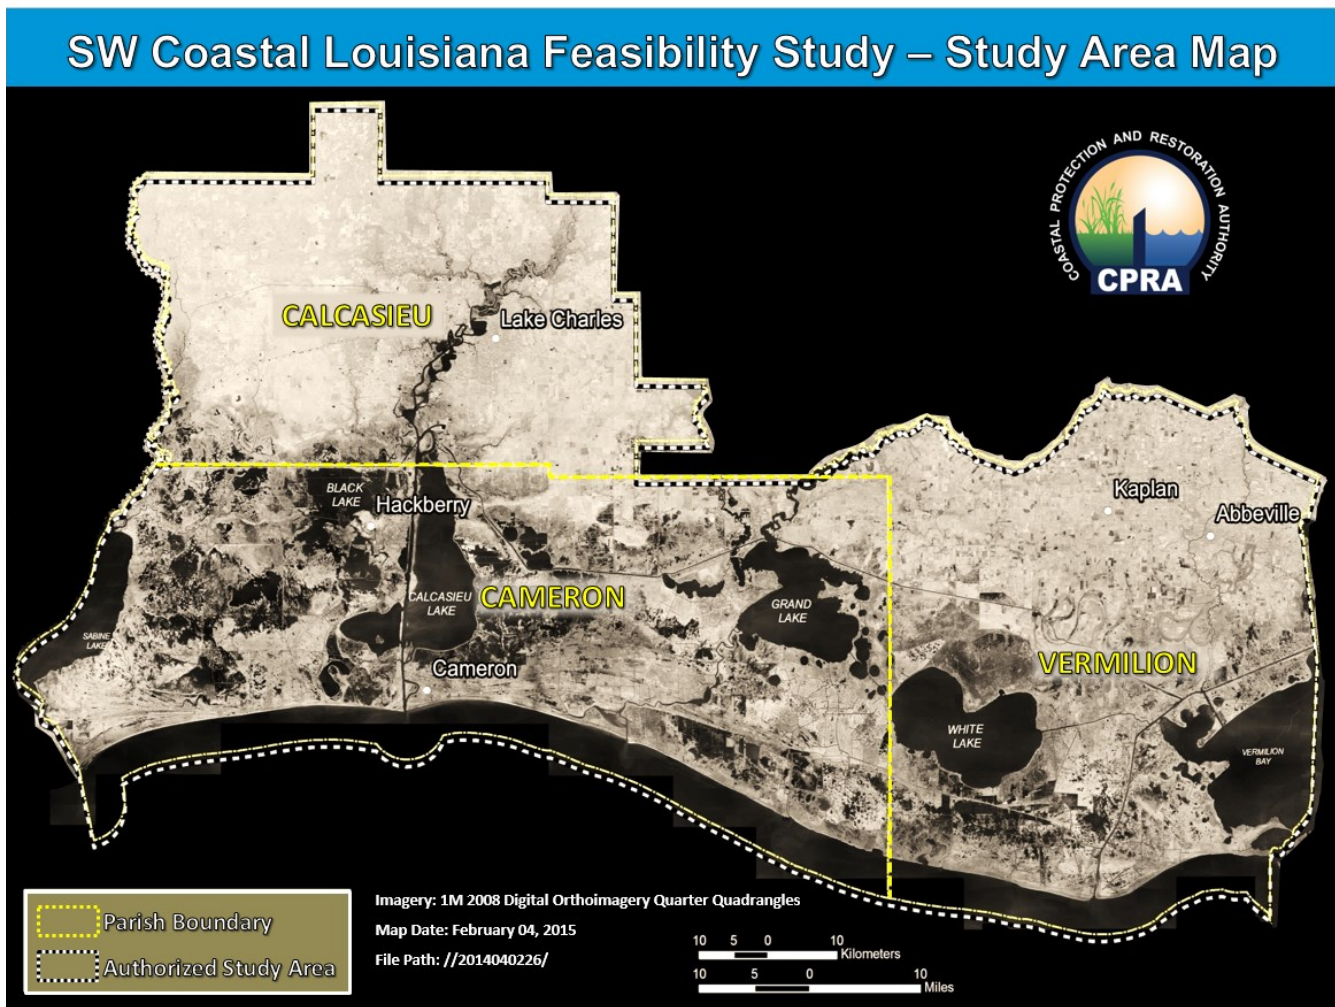 SW Coastal Louisiana Feasibility Study – Study Area Map
COASTAL PROTECTION AND RESTORATION AUTHORITY
CPRA
CALCASIEU
Lake Charles
BLACK
LAKE
Hackberry
Kaplan
Abbeville
CALCASIEU
LAKE
CAMERON
GRAND
LAKE
SABINE
LAKE
Cameron
VERMILION
WHITE
LAKE
VERMILION
BAY
Parish Boundary
Authorized Study Area
Imagery: 1M 2008 Digital Orthoimagery Quarter Quadrangles
Map Date: February 04, 2015
File Path: //2014040226/
10 5 0 10
Kilometers
10 5 0 10
Miles